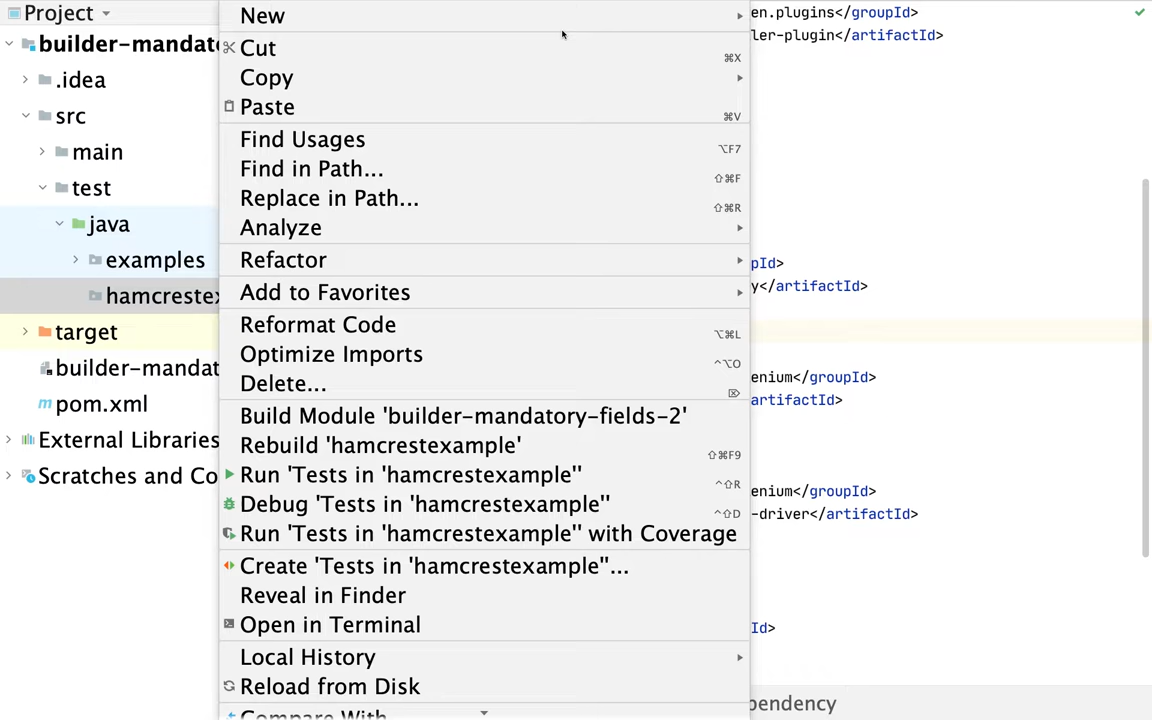 Project
builder-mandat
.idea
src
main
test
java
examples
hamcreste
target
builder-mandat
pom.xml
External Libraries
Scratches and Co
New
Cut ⌘X
Copy
Paste ⌘V
Find Usages ⌥F7
Find in Path... ⇧⌘F
Replace in Path... ⇧⌘R
Analyze
Refactor
Add to Favorites
Reformat Code ⌥⌘L
Optimize Imports ^⌥O
Delete... ⌦
Build Module 'builder-mandatory-fields-2'
Rebuild 'hamcrestexample' ⇧⌘F9
Run 'Tests in 'hamcrestexample'' ^⇧R
Debug 'Tests in 'hamcrestexample'' ^⇧D
Run 'Tests in 'hamcrestexample'' with Coverage
Create 'Tests in 'hamcrestexample''...
Reveal in Finder
Open in Terminal
Local History
Reload from Disk
Compare With
en.plugins</groupId>
ler-plugin</artifactId>
pId>
y</artifactId>
enium</groupId>
artifactId>
enium</groupId>
-driver</artifactId>
Id>
pendency